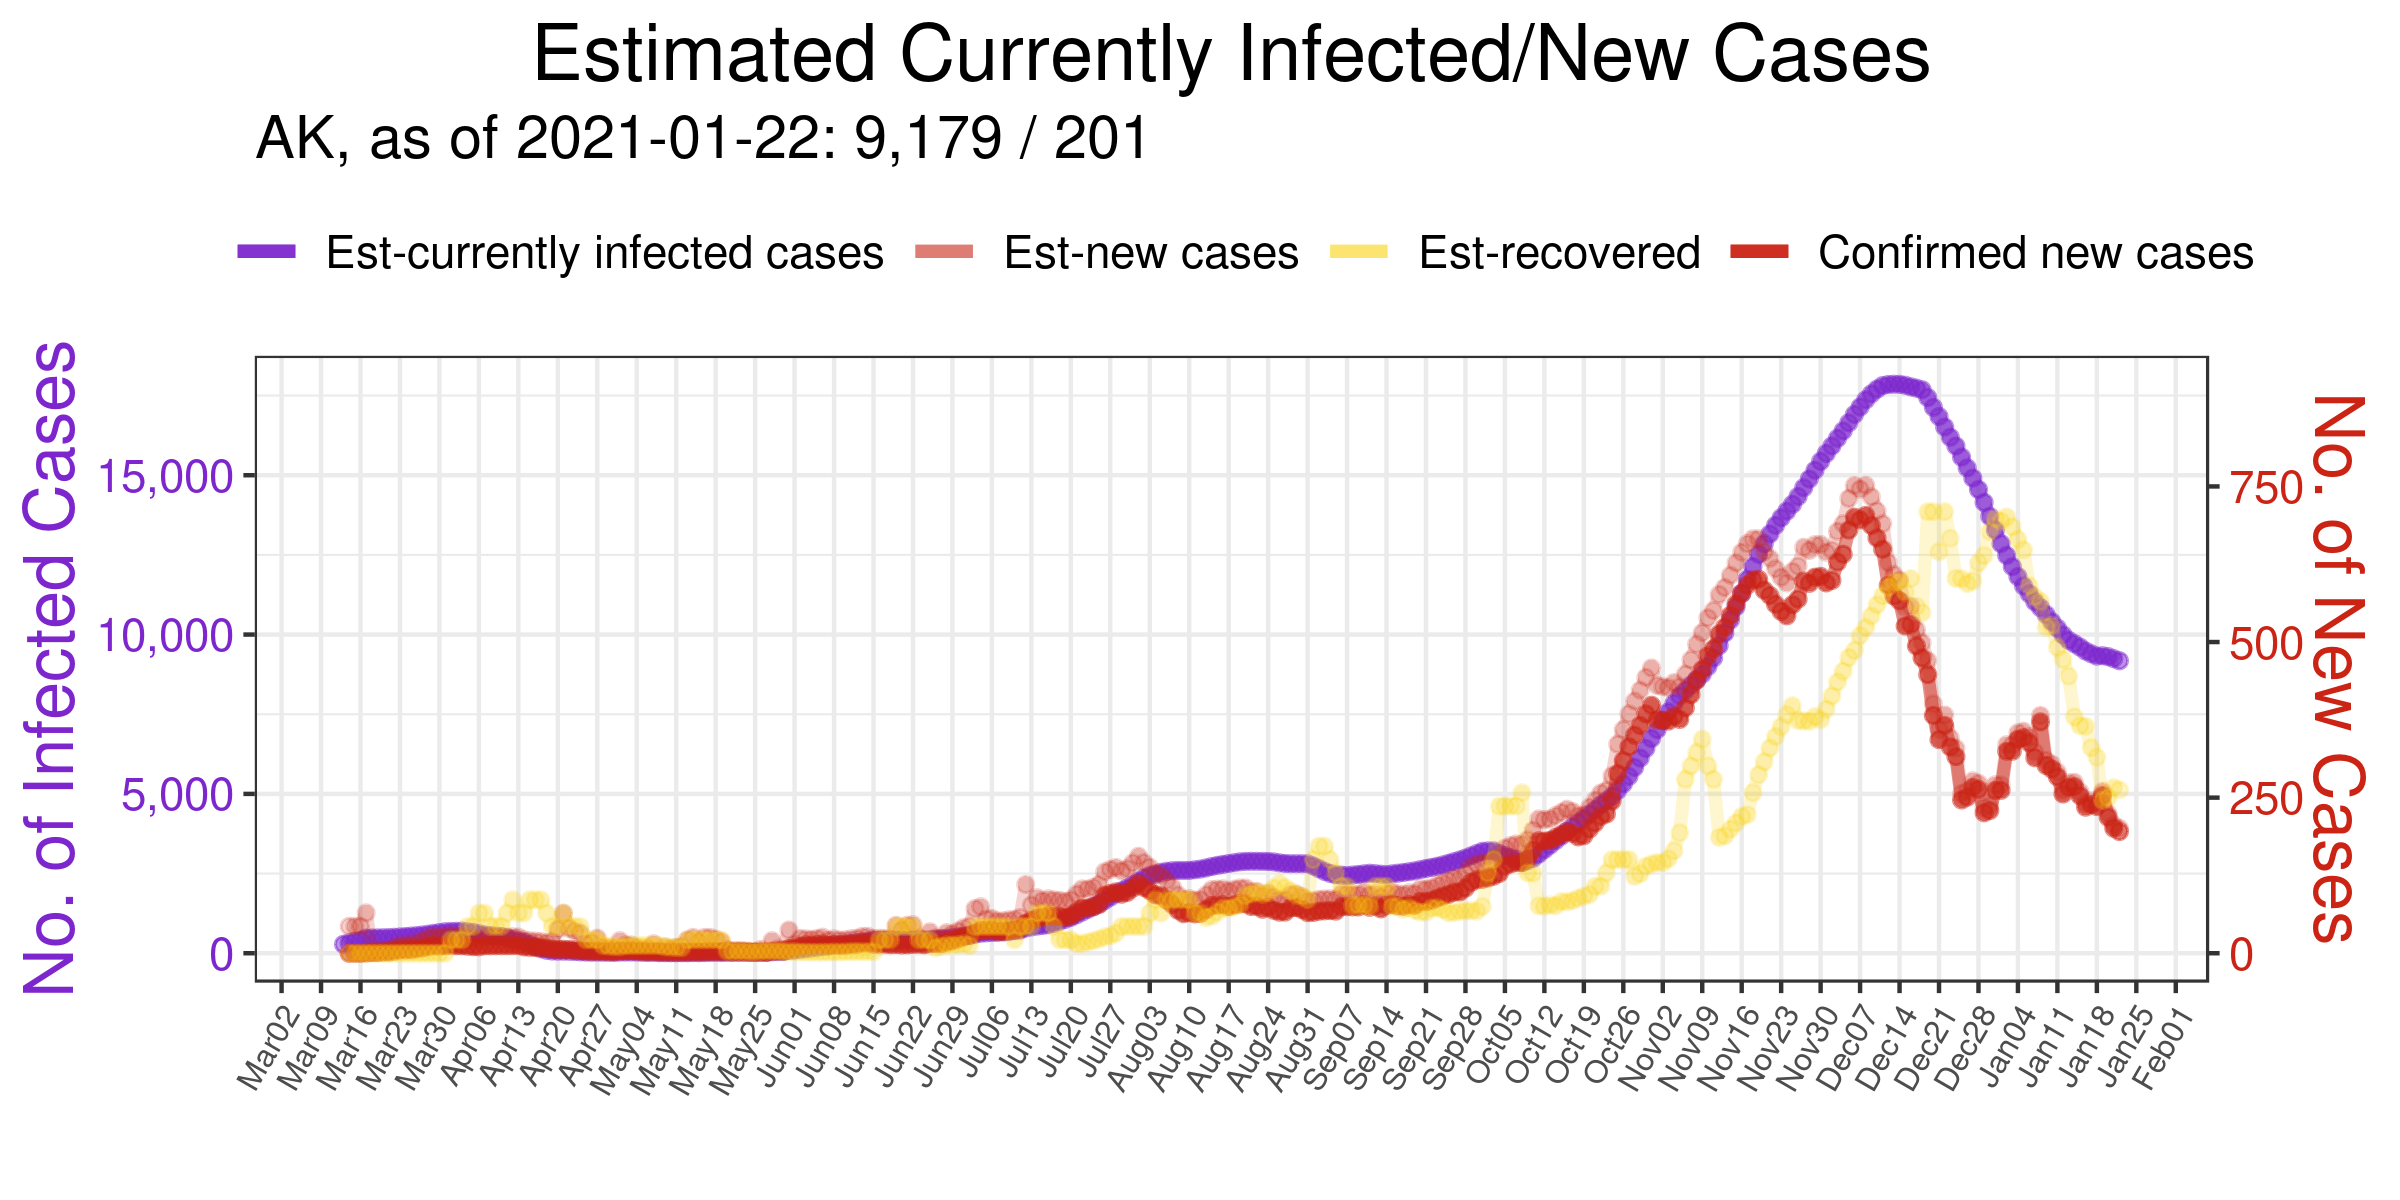 Estimated Currently Infected/New Cases
AK, as of 2021-01-22: 9,179 / 201
Est-currently infected cases
Est-new cases
Est-recovered
Confirmed new cases
No. of Infected Cases
15,000
10,000
5,000
0
750
500
250
0
No. of New Cases
Mar02
Mar09
Mar16
Mar23
Mar30
Apr06
Apr13
Apr20
Apr27
May04
May11
May18
May25
Jun01
Jun08
Jun15
Jun22
Jun29
Jul06
Jul13
Jul20
Jul27
Aug03
Aug10
Aug17
Aug24
Aug31
Sep07
Sep14
Sep21
Sep28
Oct05
Oct12
Oct19
Oct26
Nov02
Nov09
Nov16
Nov23
Nov30
Dec07
Dec14
Dec21
Dec28
Jan04
Jan11
Jan18
Jan25
Feb01